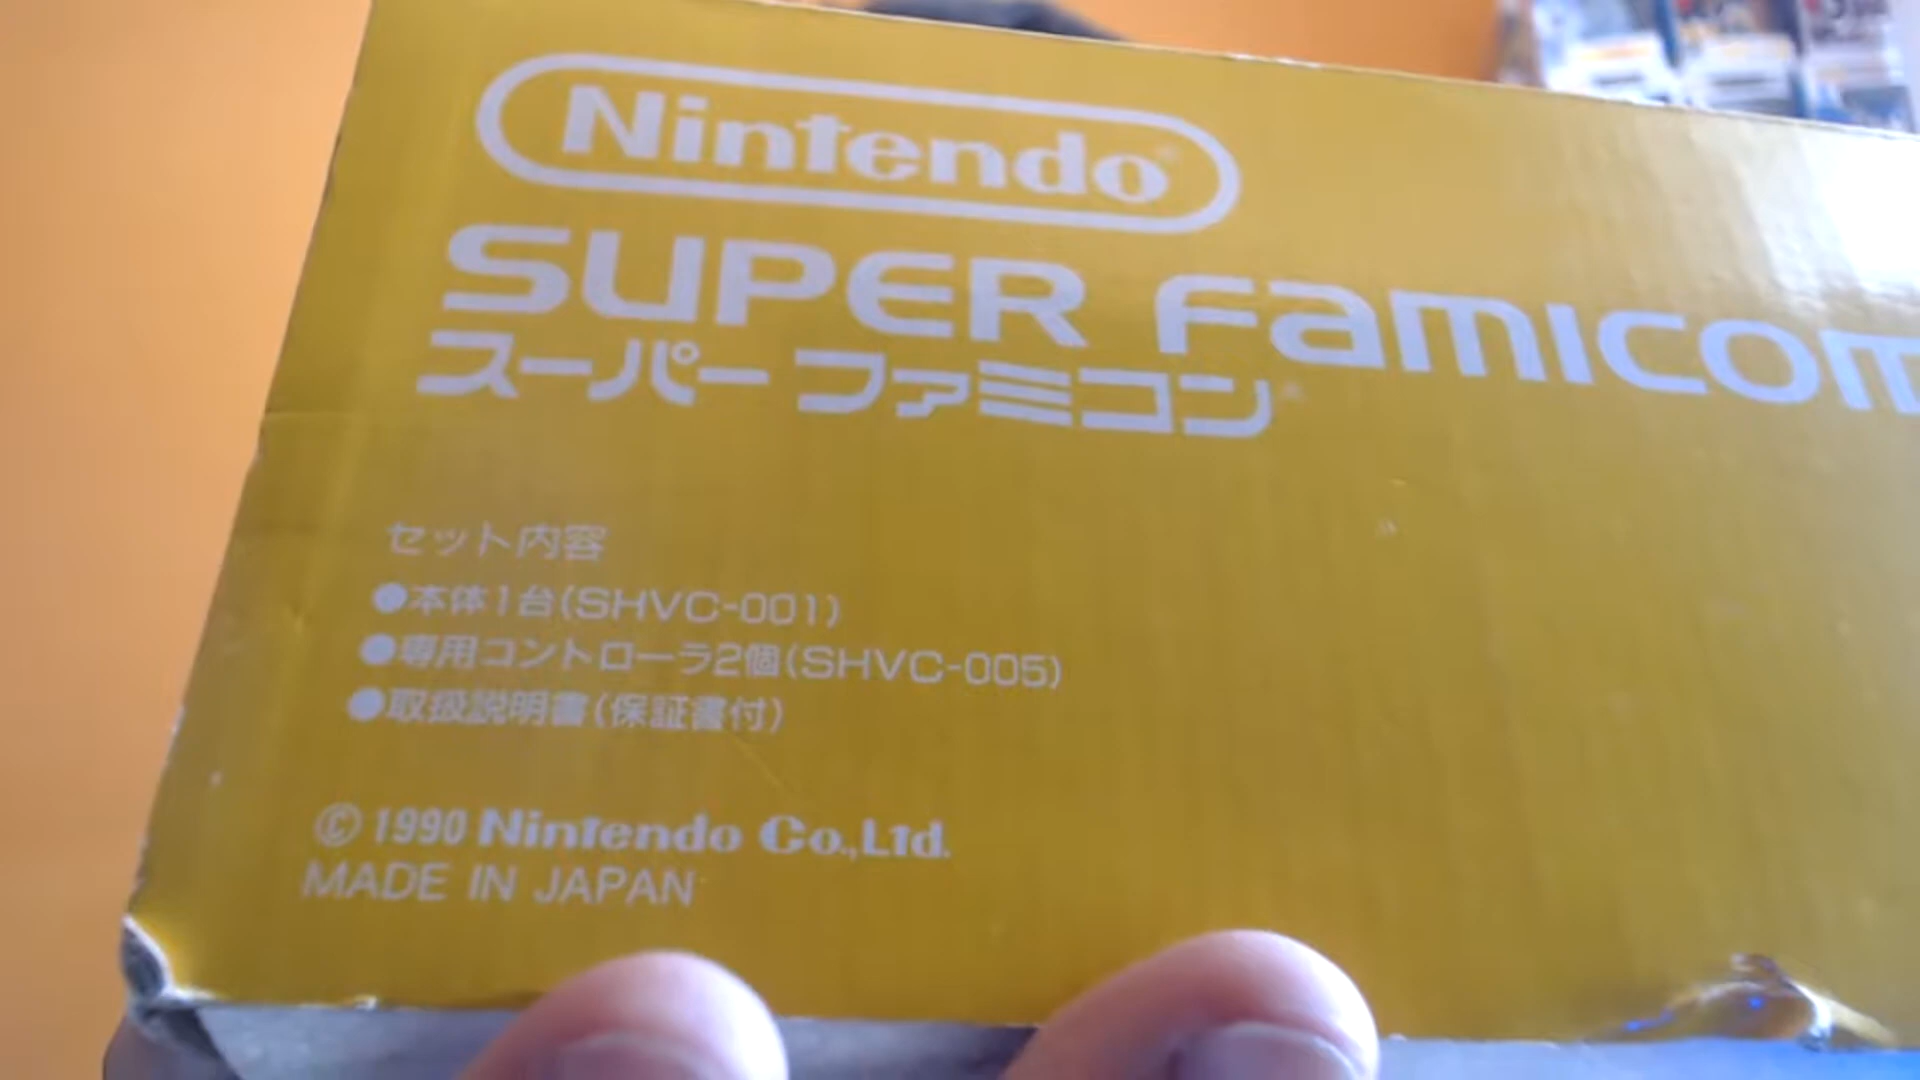 Nintendo®
SUPER FAMICOM
スーパーファミコン®
セット内容
●本体1台(SHVC-001)
●専用コントローラ2個(SHVC-005)
●取扱説明書(保証書付)
© 1990 Nintendo Co.,Ltd.
MADE IN JAPAN